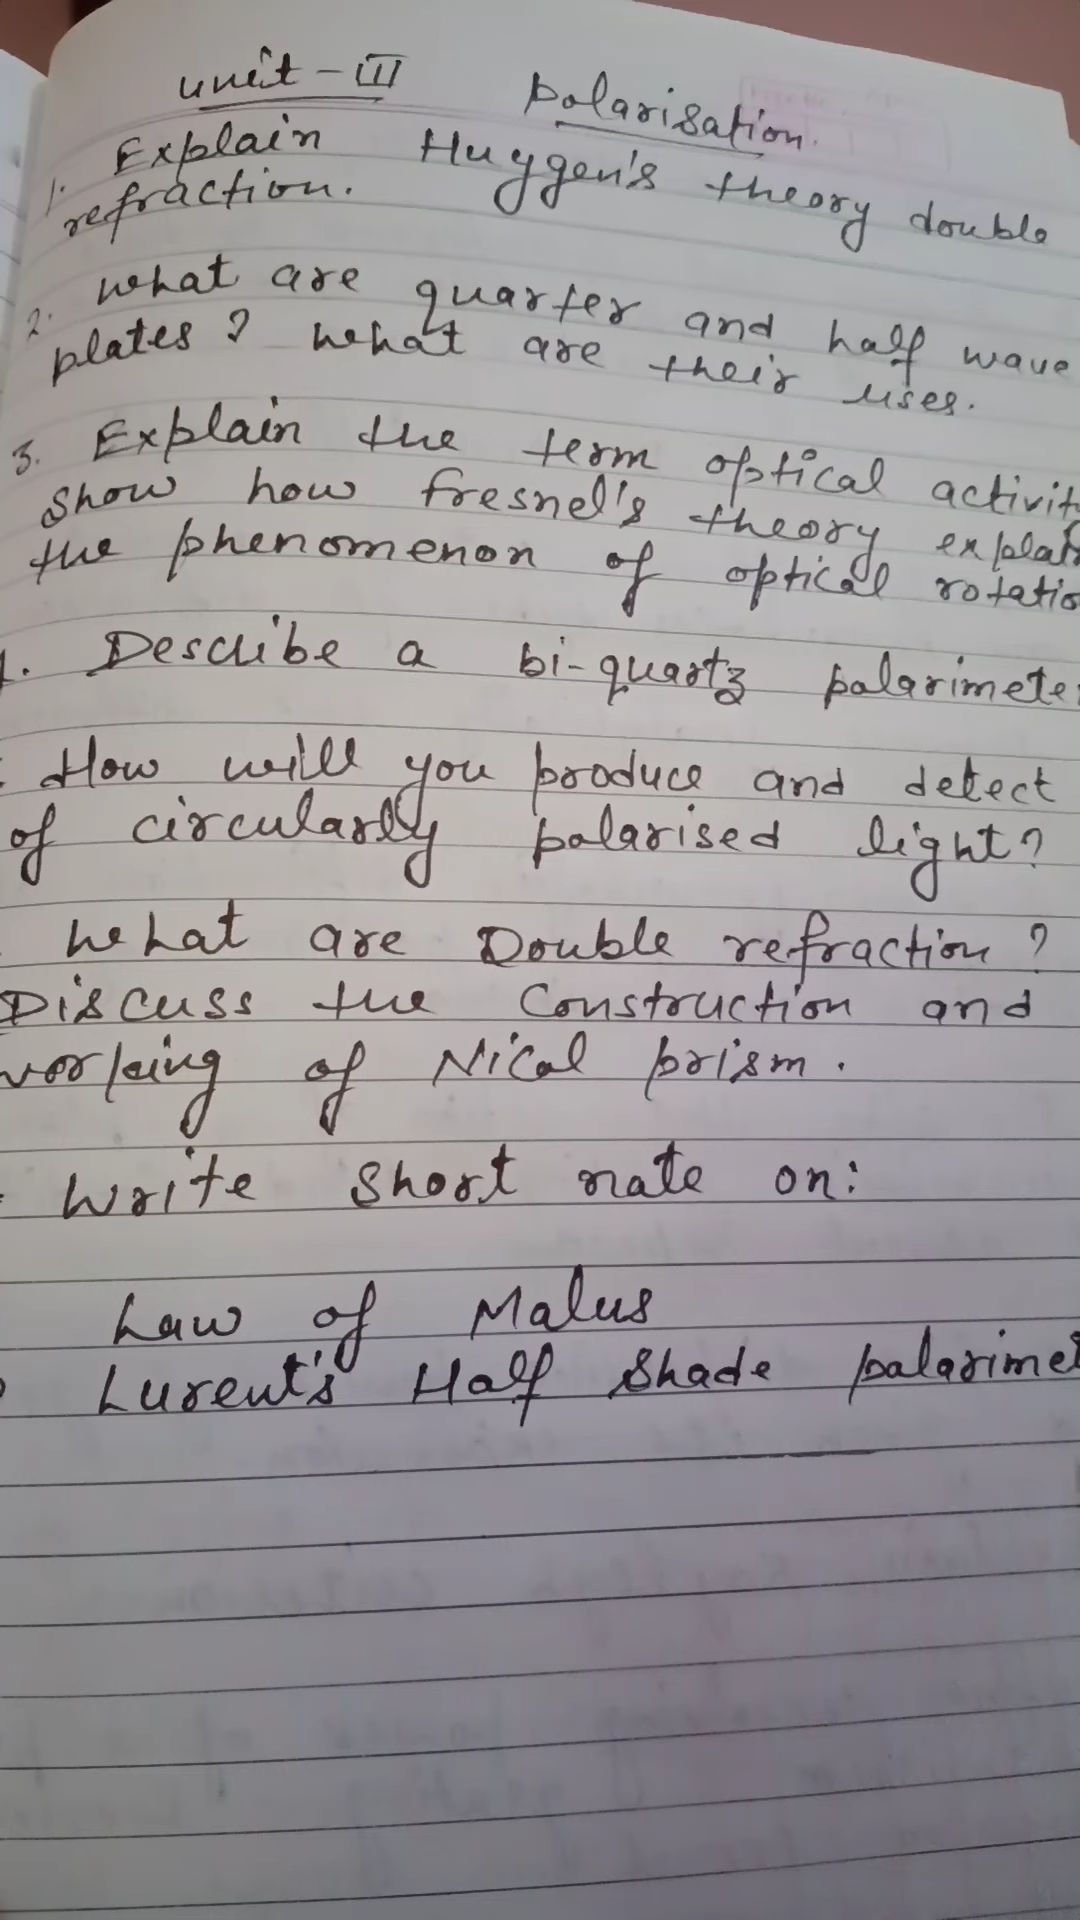 Unit - III Polarisation.
1. Explain Huygen's theory double
refraction.
2. What are quarter and half wave
plates? What are their uses.
3. Explain the term optical activit
Show how fresnel's theory explai
the phenomenon of optical rotatio
Describe a bi-quartz polarimete
How will you produce and detect
of circularly polarised light?
What are Double refraction?
Discuss the Construction and
working of Nical prism.
Write Short note on:
Law of Malus
Lurent's Half Shade polarimet